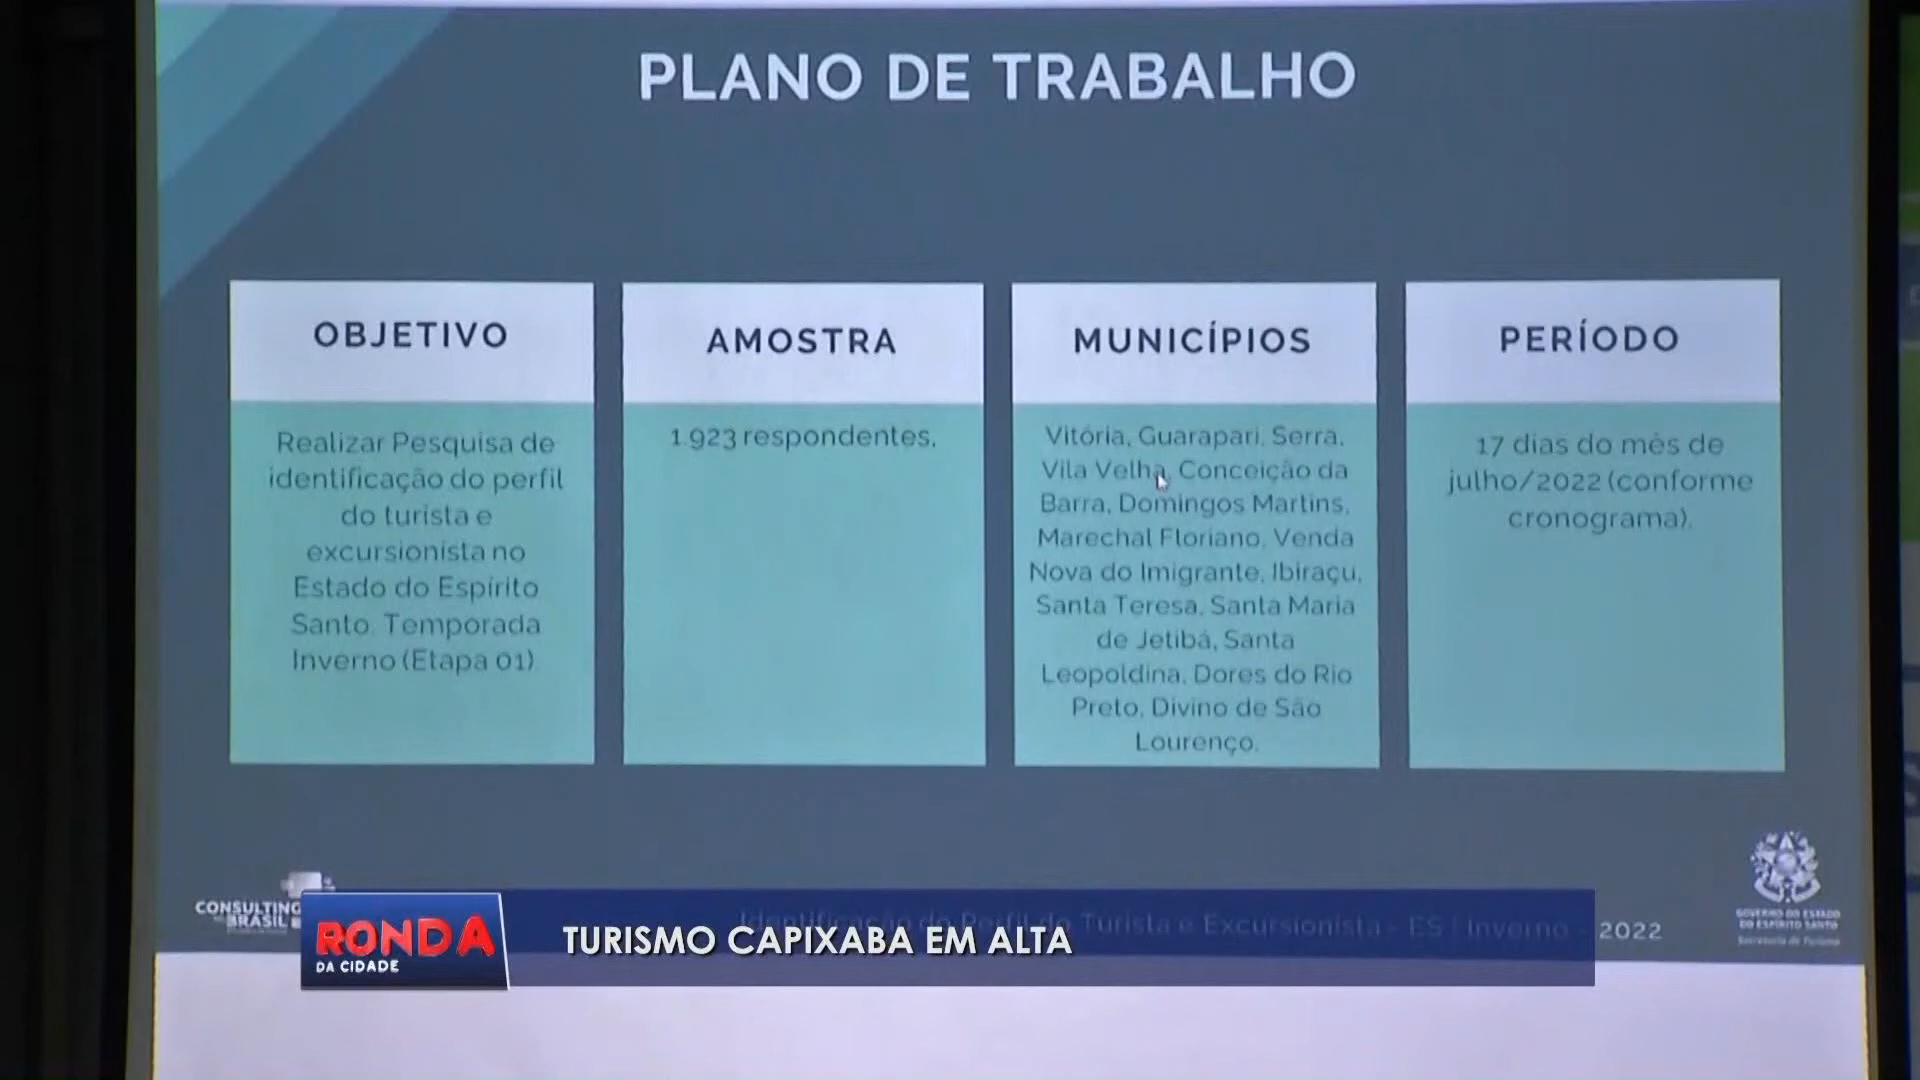 PLANO DE TRABALHO
OBJETIVO
Realizar Pesquisa de
identificação do perfil
do turista e
excursionista no
Estado do Espírito
Santo. Temporada
Inverno (Etapa 01)
AMOSTRA
1.923 respondentes.
MUNICÍPIOS
Vitória, Guarapari, Serra,
Vila Velha, Conceição da
Barra, Domingos Martins,
Marechal Floriano, Venda
Nova do Imigrante, Ibiraçu,
Santa Teresa, Santa Maria
de Jetibá, Santa
Leopoldina, Dores do Rio
Preto, Divino de São
Lourenço.
PERÍODO
17 dias do mês de
julho/2022 (conforme
cronograma).
CONSULTING
BRASIL
Identificação do Perfil do Turista e Excursionista - ES | Inverno - 2022
GOVERNO DO ESTADO
DO ESPÍRITO SANTO
Secretaria de Turismo
RONDA
DA CIDADE
TURISMO CAPIXABA EM ALTA